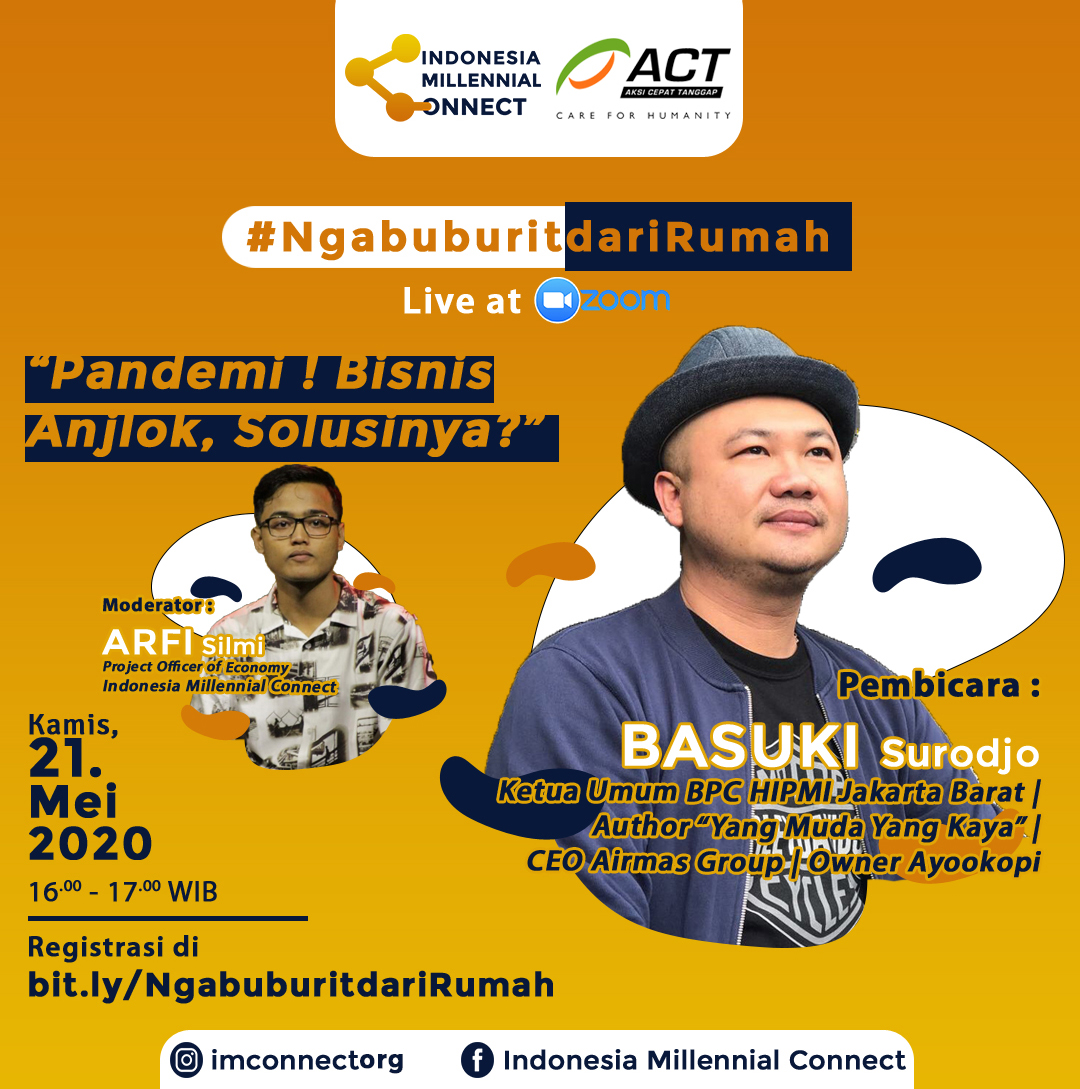 INDONESIA
MILLENNIAL
ONNECT
ACT
AKSI CEPAT TANGGAP
CARE FOR HUMANITY
#NgabuburitdariRumah
Live at zoom
“Pandemi ! Bisnis
Anjlok, Solusinya?”
Moderator :
ARFI Silmi
Project Officer of Economy
Indonesia Millennial Connect
Kamis,
21.
Mei
2020
16.00 - 17.00 WIB
Registrasi di
bit.ly/NgabuburitdariRumah
Pembicara :
BASUKI Surodjo
Ketua Umum BPC HIPMI Jakarta Barat |
Author “Yang Muda Yang Kaya” |
CEO Airmas Group | Owner Ayookopi
imconnectorg
Indonesia Millennial Connect